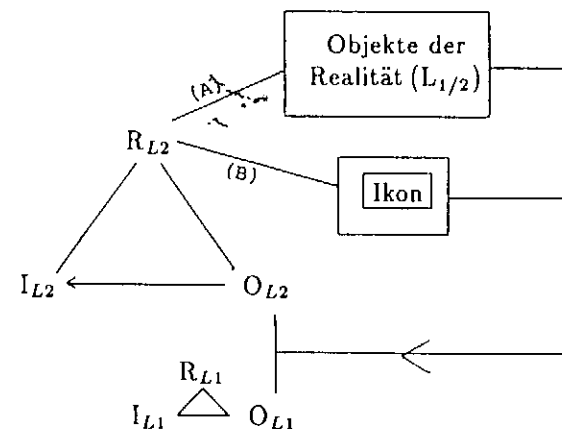 Objekte der
Realität (L1/2)
(A)
R_L2
(B)
Ikon
I_L2
O_L2
R_L1
I_L1
O_L1